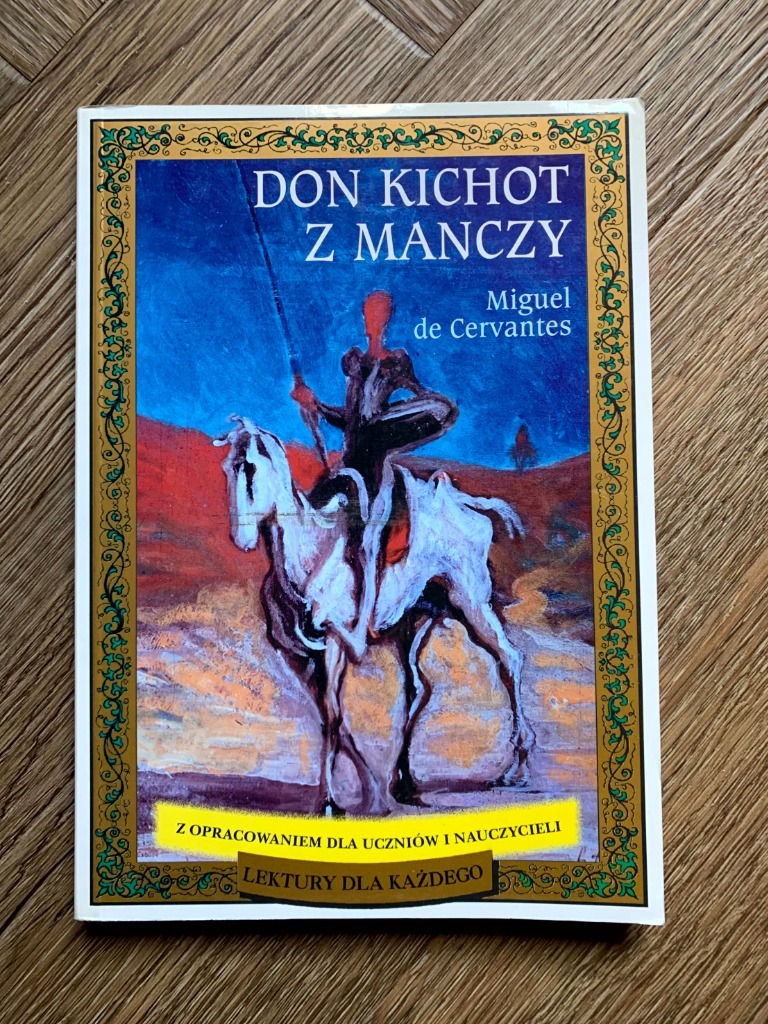 DON KICHOT
Z MANCZY
Miguel
de Cervantes
Z OPRACOWANIEM DLA UCZNIÓW I NAUCZYCIELI
LEKTURY DLA KAŻDEGO